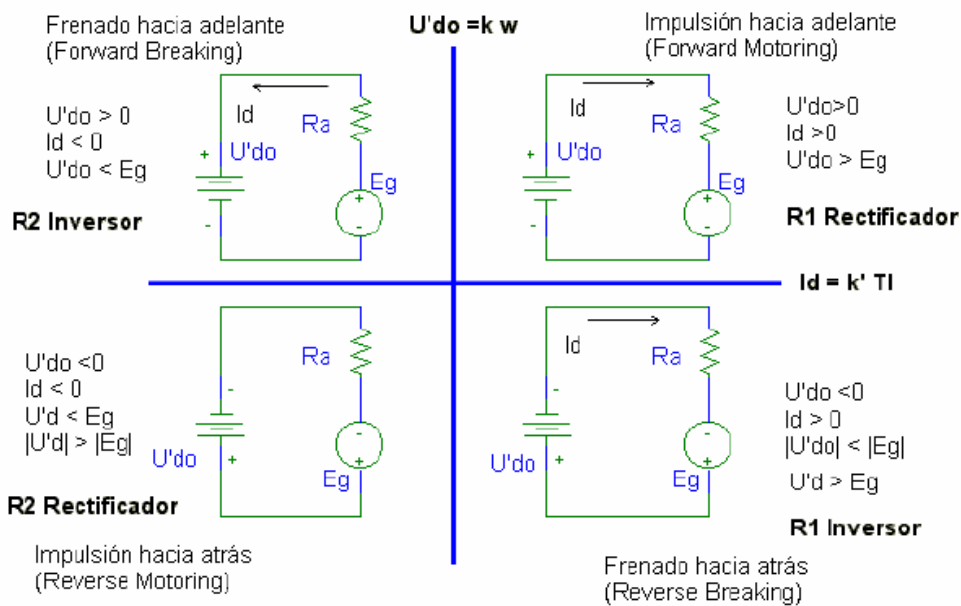 Frenado hacia adelante
(Forward Breaking)
U'do =k w
Impulsión hacia adelante
(Forward Motoring)
U'do > 0
Id < 0
U'do < Eg
R2 Inversor
Id
Ra
U'do
+
-
Eg
+
-
Id
Ra
U'do
+
-
Eg
+
-
U'do>0
Id >0
U'do > Eg
R1 Rectificador
Id = k' Tl
U'do <0
Id < 0
U'd < Eg
|U'd| > |Eg|
R2 Rectificador
Ra
-
+
U'do
-
+
Eg
Id
Ra
-
+
U'do
-
+
Eg
U'do <0
Id > 0
|U'do| < |Eg|
U'd > Eg
R1 Inversor
Impulsión hacia atrás
(Reverse Motoring)
Frenado hacia atrás
(Reverse Breaking)